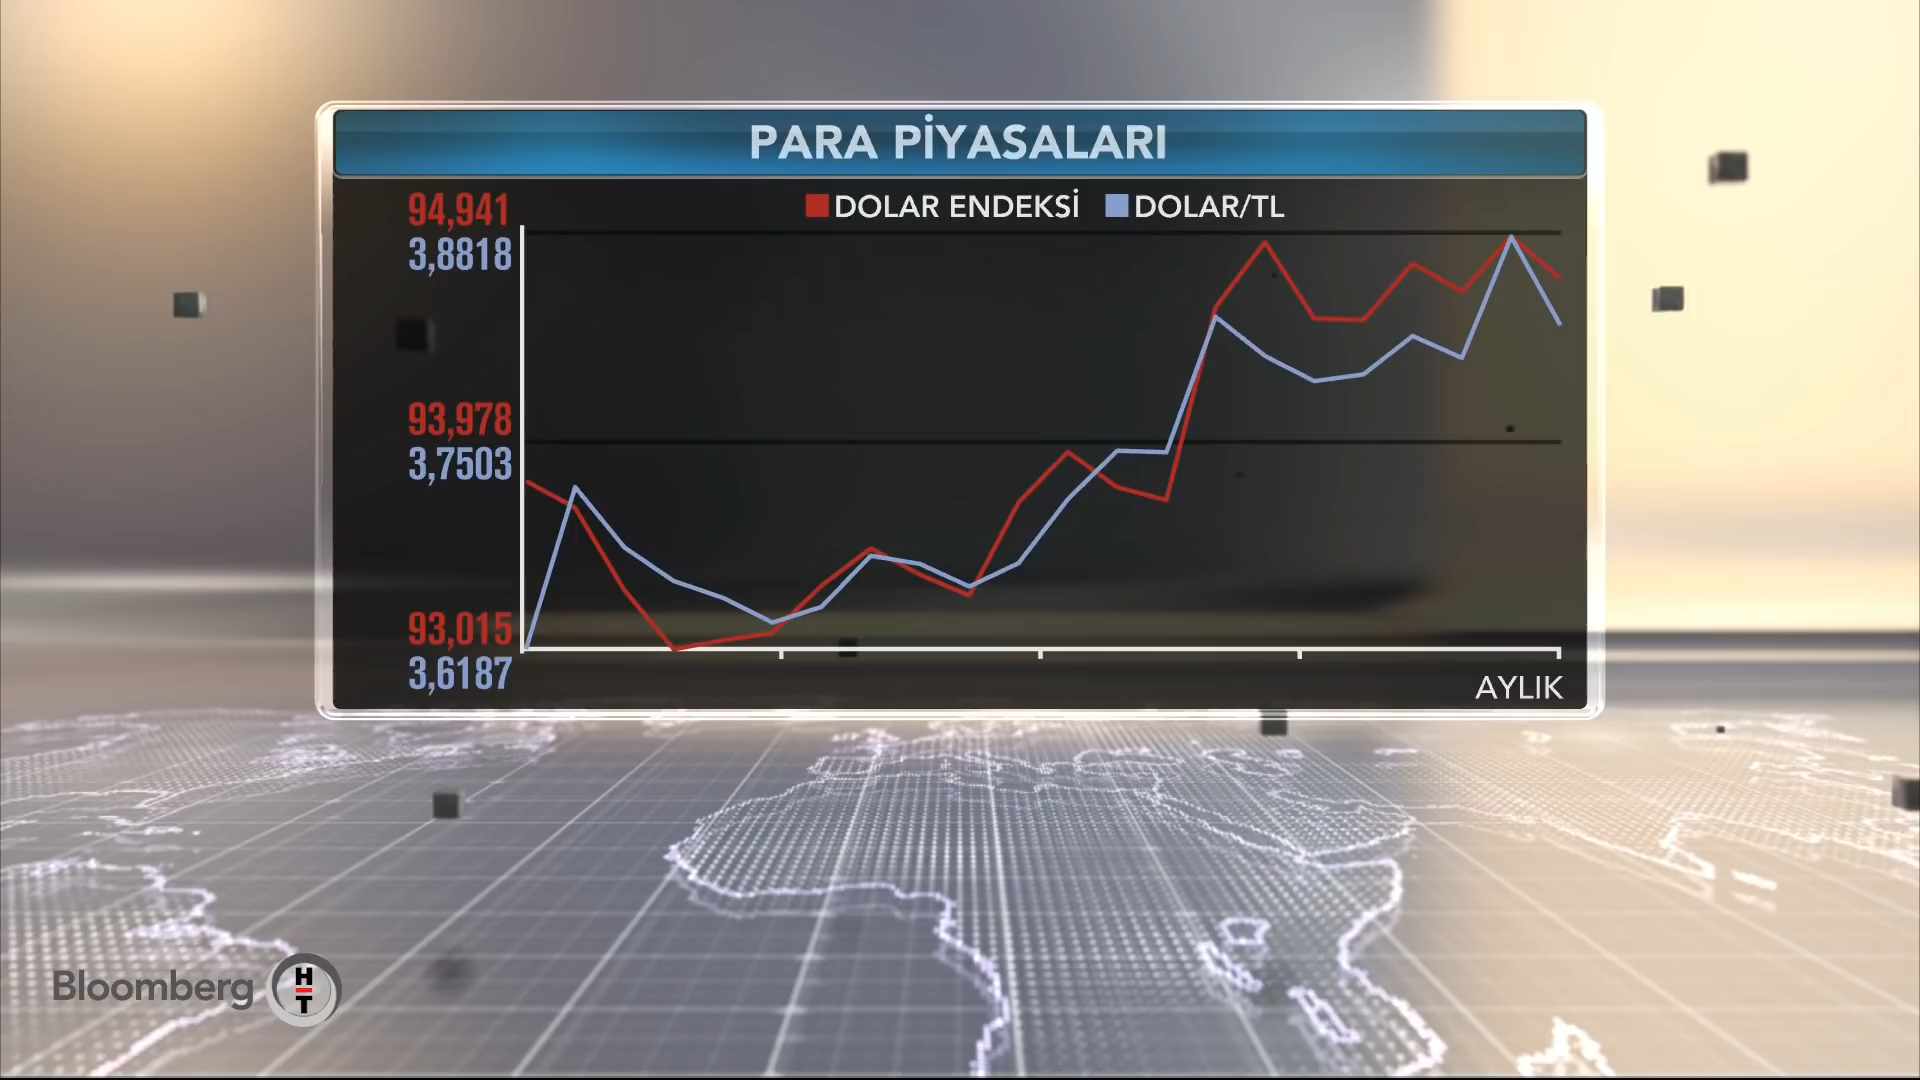 PARA PİYASALARI
DOLAR ENDEKSİ DOLAR/TL
94,941
3,8818
93,978
3,7503
93,015
3,6187
AYLIK
Bloomberg HT